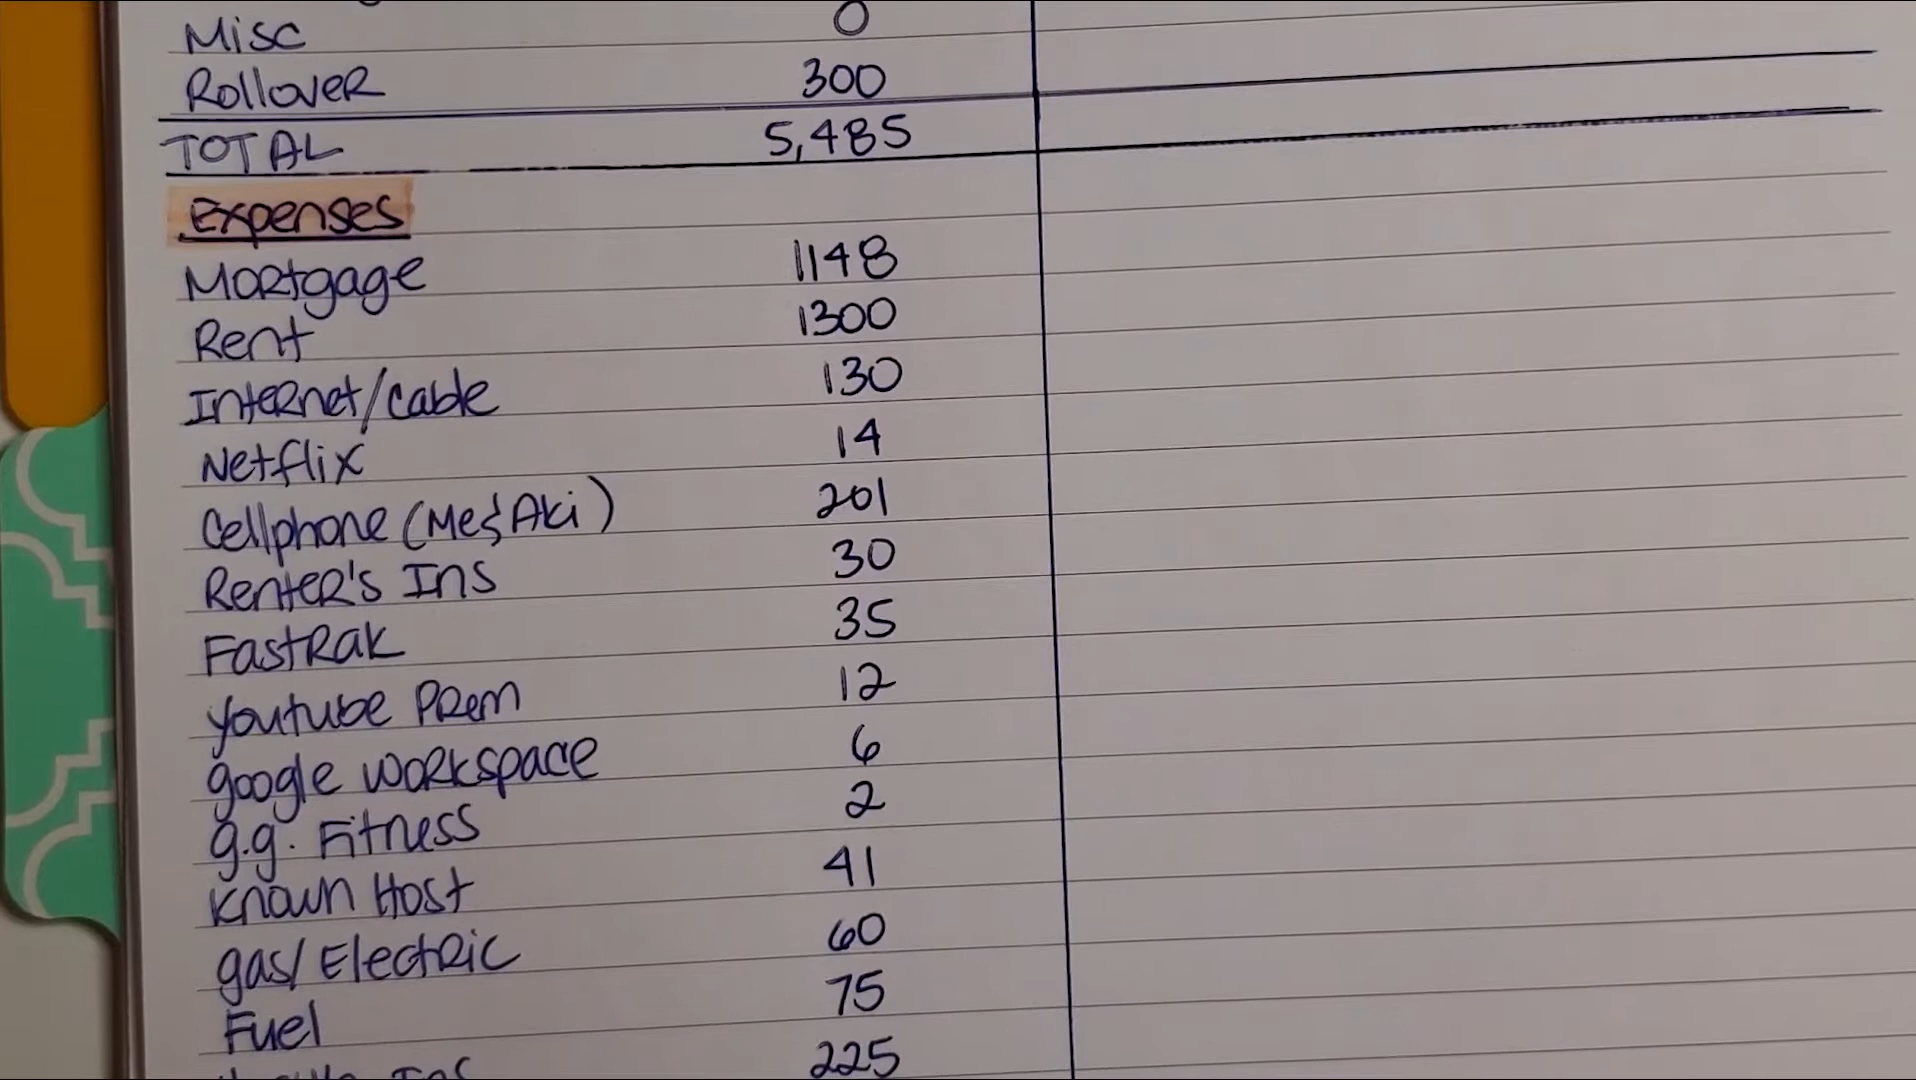 Misc 0
Rollover 300
TOTAL 5,485
Expenses
Mortgage 1148
Rent 1300
Internet/cable 130
Netflix 14
Cellphone (Me & Aki) 201
Renter's Ins 30
Fastrak 35
Youtube Prem 12
google workspace 6
g.g. Fitness 2
Known Host 41
gas/Electric 60
Fuel 75
Ins 225